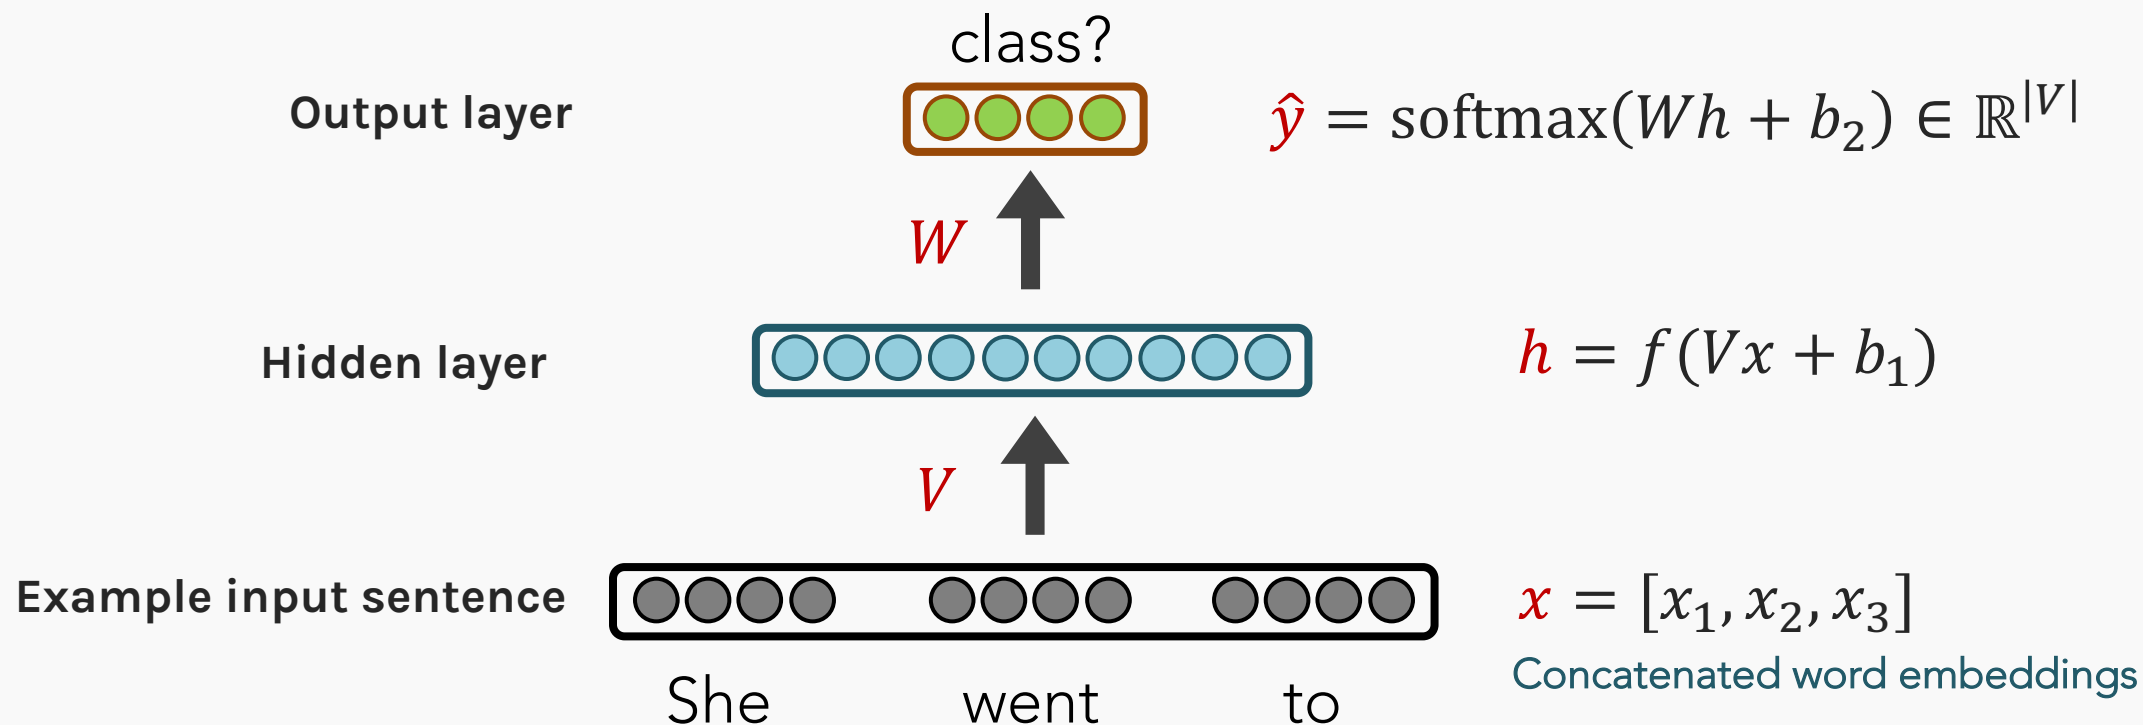 class?
Output layer
ŷ = softmax(Wh + b₂) ∈ ℝ^|V|
W
Hidden layer
h = f(Vx + b₁)
V
Example input sentence
x = [x₁, x₂, x₃]
Concatenated word embeddings
She went to